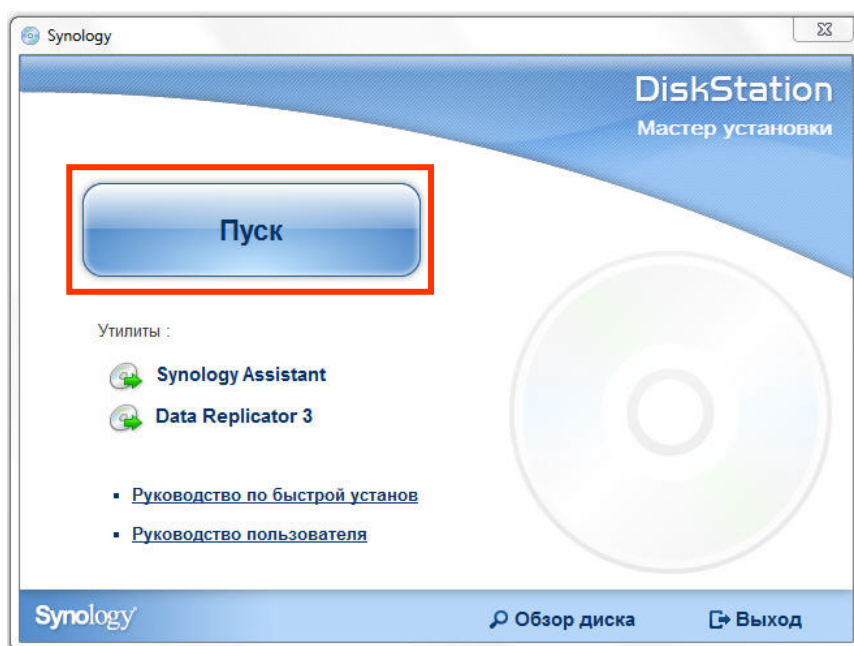 Synology
DiskStation
Мастер установки
Пуск
Утилиты :
Synology Assistant
Data Replicator 3
Руководство по быстрой установ
Руководство пользователя
Synology
Обзор диска
Выход